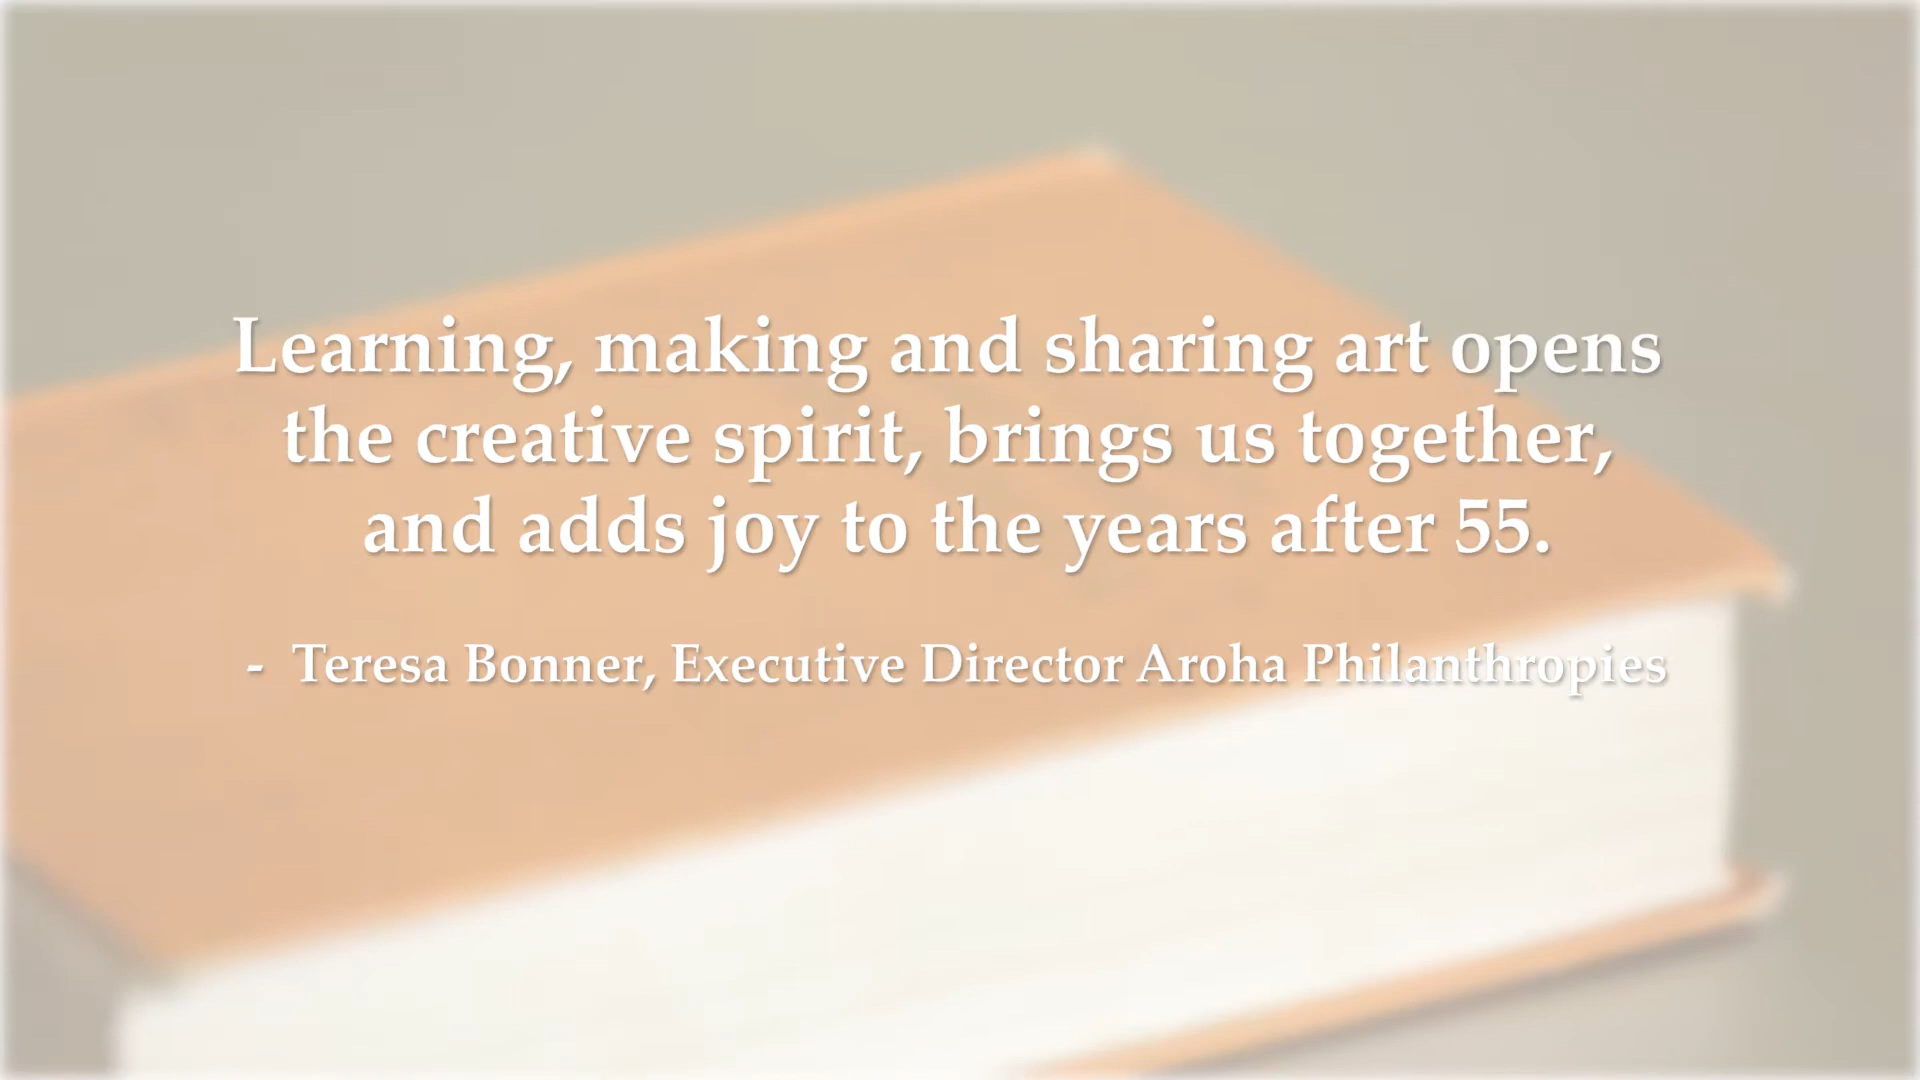 Learning, making and sharing art opens
the creative spirit, brings us together,
and adds joy to the years after 55.
- Teresa Bonner, Executive Director Aroha Philanthropies